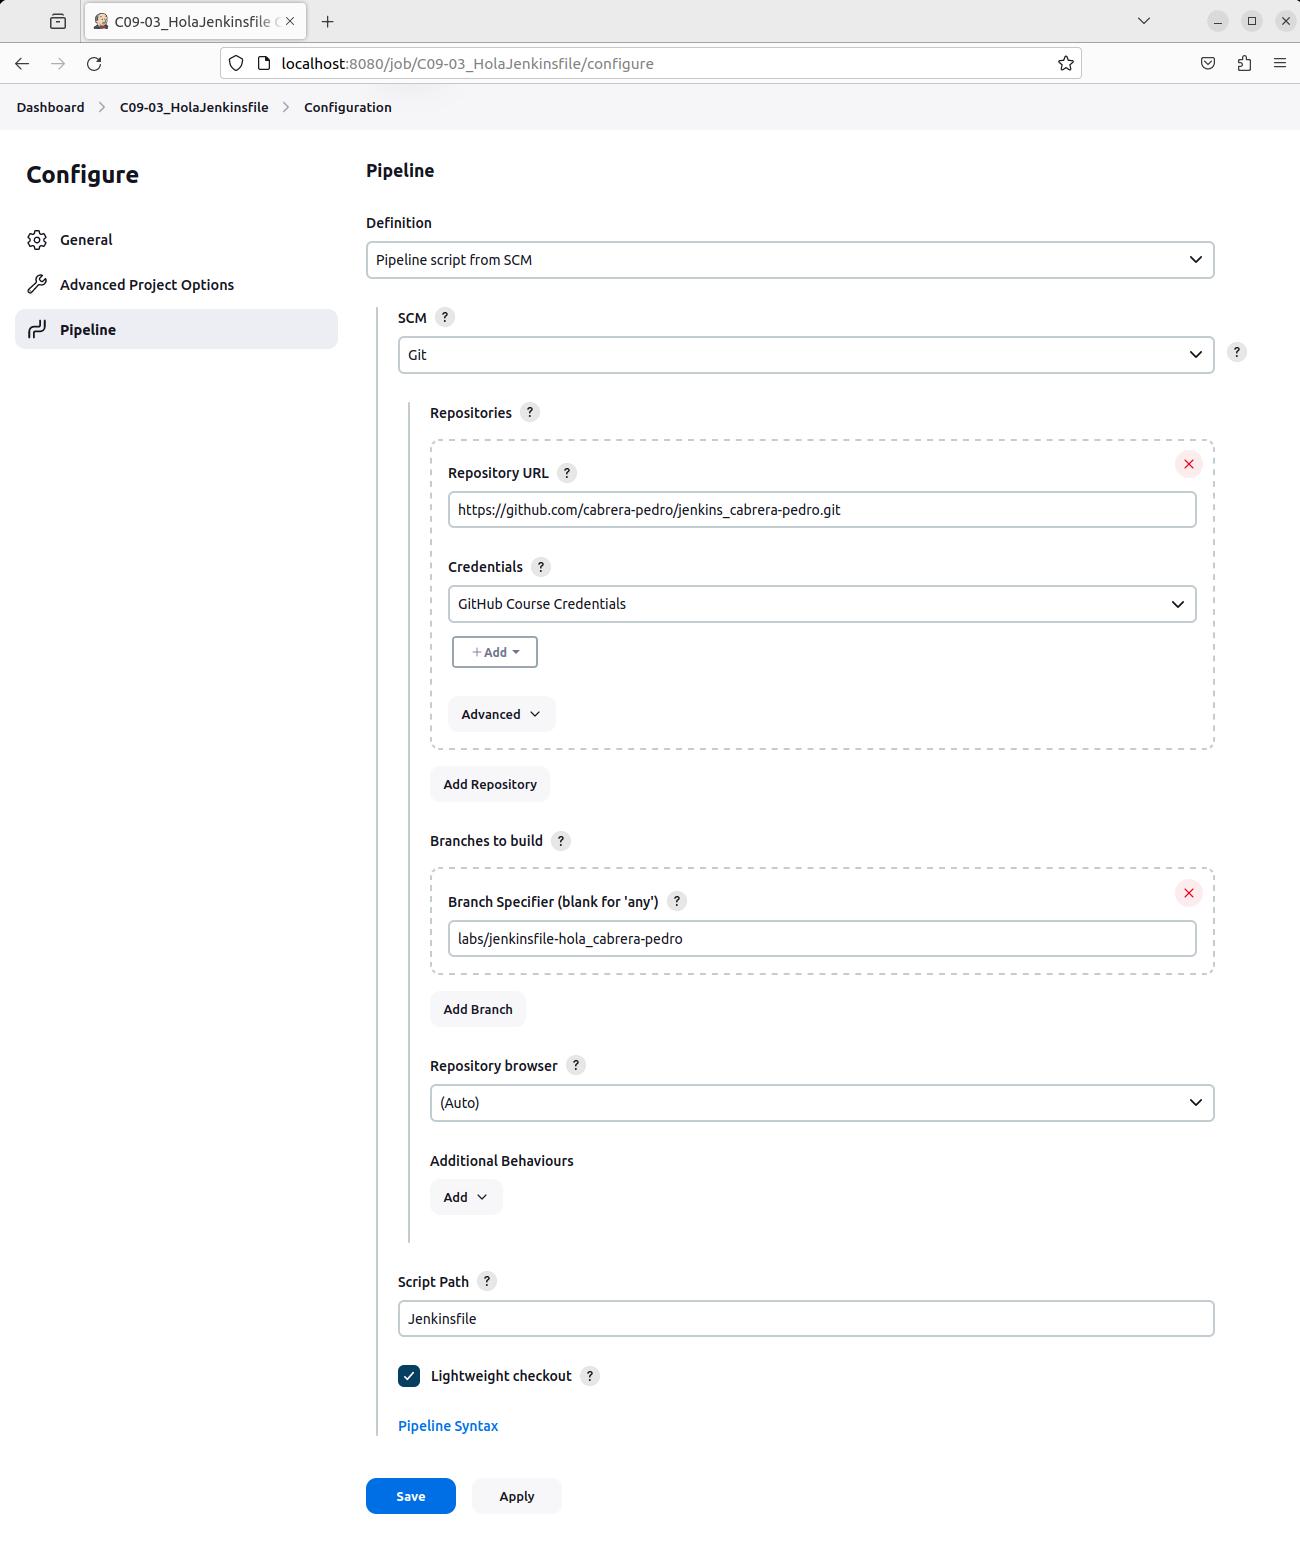 C09-03_HolaJenkinsfile C
localhost:8080/job/C09-03_HolaJenkinsfile/configure
Dashboard > C09-03_HolaJenkinsfile > Configuration
Configure
General
Advanced Project Options
Pipeline
Pipeline
Definition
Pipeline script from SCM
SCM ?
Git
?
Repositories ?
Repository URL ?
https://github.com/cabrera-pedro/jenkins_cabrera-pedro.git
Credentials ?
GitHub Course Credentials
+ Add
Advanced
Add Repository
Branches to build ?
Branch Specifier (blank for 'any') ?
labs/jenkinsfile-hola_cabrera-pedro
Add Branch
Repository browser ?
(Auto)
Additional Behaviours
Add
Script Path ?
Jenkinsfile
Lightweight checkout ?
Pipeline Syntax
Save
Apply